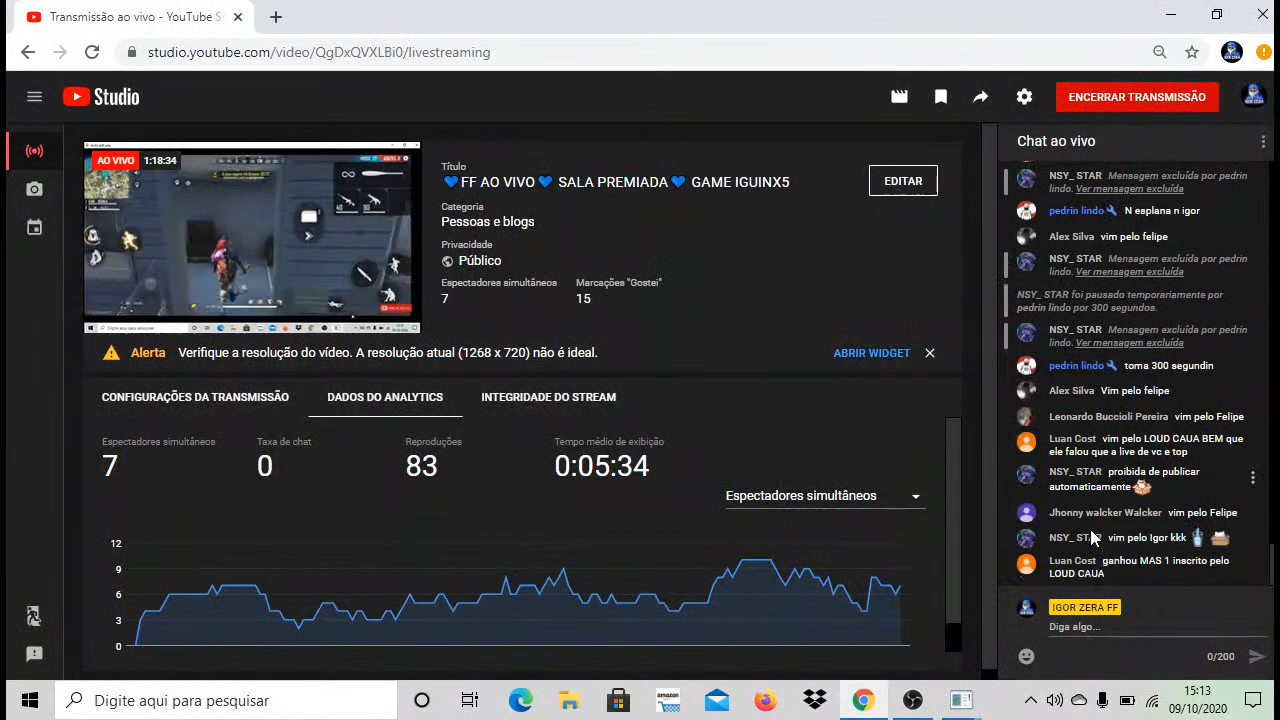 Transmissão ao vivo - YouTube S
studio.youtube.com/video/QgDxQVXLBi0/livestreaming
Studio
ENCERRAR TRANSMISSÃO
AO VIVO 1:18:34
Título
💙FF AO VIVO💙 SALA PREMIADA💙 GAME IGUINX5
EDITAR
Categoria
Pessoas e blogs
Privacidade
Público
Espectadores simultâneos
Marcações "Gostei"
7
15
Alerta Verifique a resolução do vídeo. A resolução atual (1268 x 720) não é ideal.
ABRIR WIDGET
CONFIGURAÇÕES DA TRANSMISSÃO
DADOS DO ANALYTICS
INTEGRIDADE DO STREAM
Espectadores simultâneos
Taxa de chat
Reproduções
Tempo médio de exibição
7
0
83
0:05:34
Espectadores simultâneos
12
9
6
3
0
Chat ao vivo
NSY_ STAR Mensagem excluída por pedrin
lindo. Ver mensagem excluída
pedrin lindo N esplana n igor
Alex Silva vim pelo felipe
NSY_ STAR Mensagem excluída por pedrin
lindo. Ver mensagem excluída
NSY_ STAR foi pausado temporariamente por
pedrin lindo por 300 segundos.
NSY_ STAR Mensagem excluída por pedrin
lindo. Ver mensagem excluída
pedrin lindo toma 300 segundin
Alex Silva Vim pelo felipe
Leonardo Buccioli Pereira vim pelo Felipe
Luan Cost vim pelo LOUD CAUA BEM que
ele falou que a live de vc e top
NSY_ STAR proibida de publicar
automaticamente
Jhonny walcker Walcker vim pelo Felipe
NSY_ STAR vim pelo Igor kkk
Luan Cost ganhou MAS 1 inscrito pelo
LOUD CAUA
IGOR ZERA FF
Diga algo...
0/200
Digite aqui para pesquisar
amazon
15:13
09/10/2020